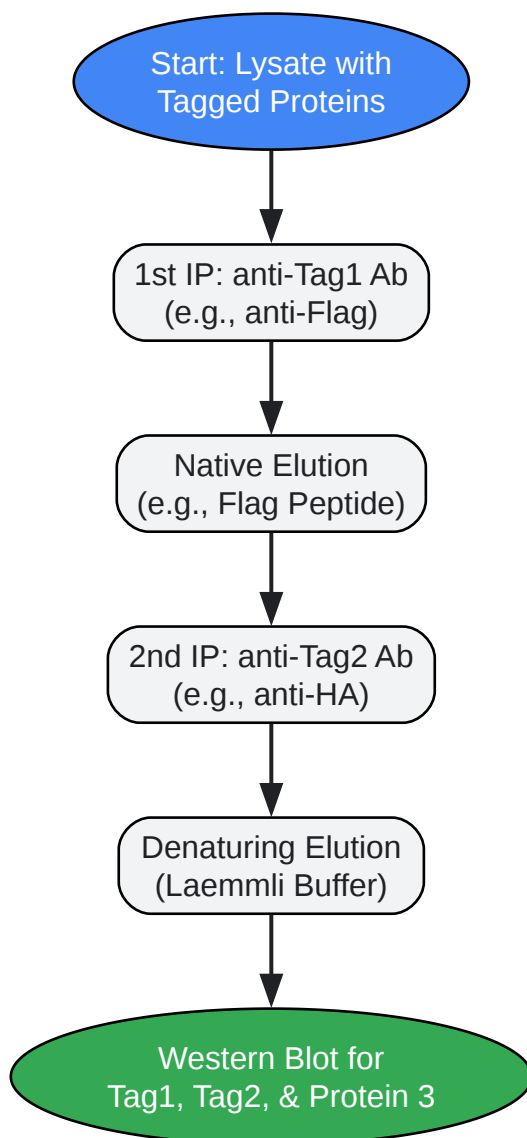 Start: Lysate with
Tagged Proteins
1st IP: anti-Tag1 Ab
(e.g., anti-Flag)
Native Elution
(e.g., Flag Peptide)
2nd IP: anti-Tag2 Ab
(e.g., anti-HA)
Denaturing Elution
(Laemmli Buffer)
Western Blot for
Tag1, Tag2, & Protein 3